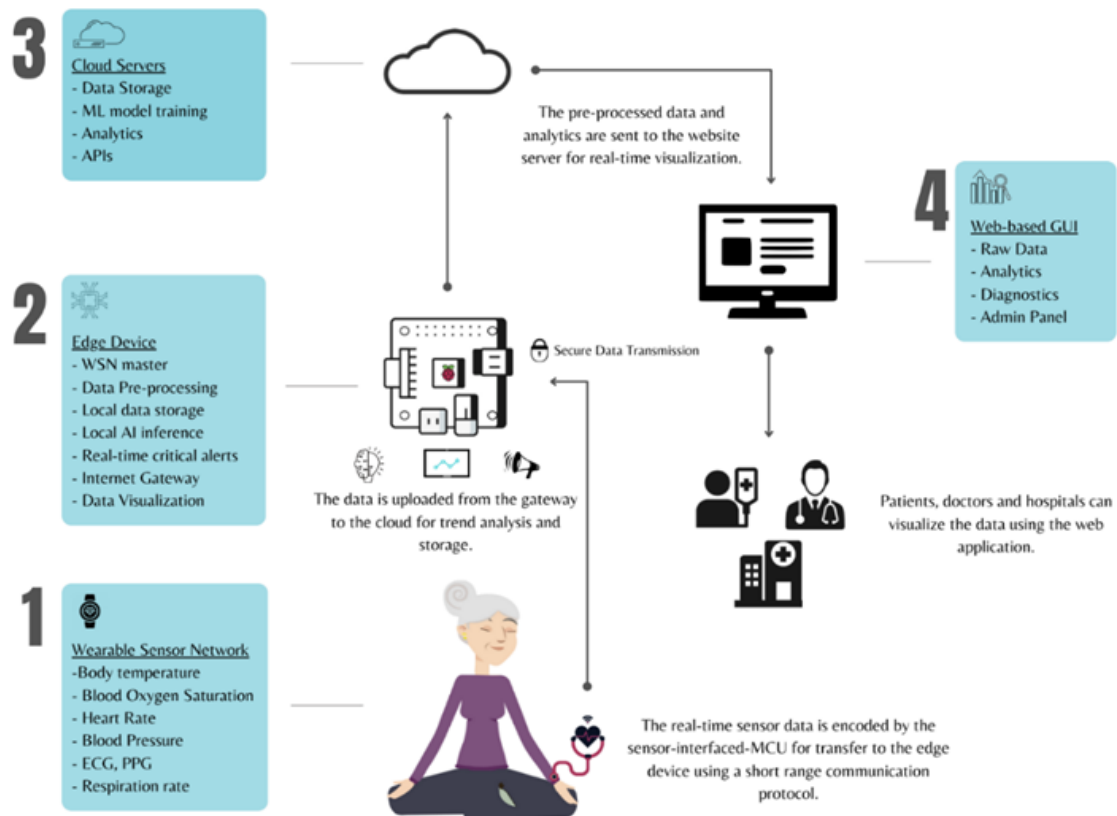 3
Cloud Servers
- Data Storage
- ML model training
- Analytics
- APIs
The pre-processed data and
analytics are sent to the website
server for real-time visualization.
4
Web-based GUI
- Raw Data
- Analytics
- Diagnostics
- Admin Panel
2
Edge Device
- WSN master
- Data Pre-processing
- Local data storage
- Local AI inference
- Real-time critical alerts
- Internet Gateway
- Data Visualization
Secure Data Transmission
The data is uploaded from the gateway
to the cloud for trend analysis and
storage.
Patients, doctors and hospitals can
visualize the data using the web
application.
1
Wearable Sensor Network
-Body temperature
- Blood Oxygen Saturation
- Heart Rate
- Blood Pressure
- ECG, PPG
- Respiration rate
The real-time sensor data is encoded by the
sensor-interfaced-MCU for transfer to the edge
device using a short range communication
protocol.